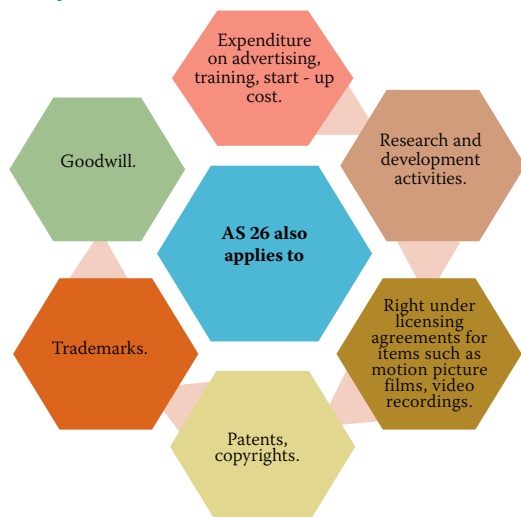 Expenditure
on advertising,
training, start - up
cost.
Research and
development
activities.
Right under
licensing
agreements for
items such as
motion picture
films, video
recordings.
Patents,
copyrights.
Trademarks.
Goodwill.
AS 26 also
applies to